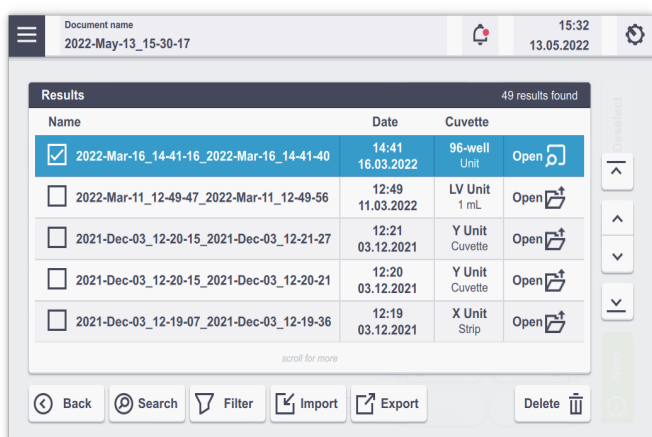 Document name
15:32
2022-May-13_15-30-17
13.05.2022
Results
49 results found
Name
Date
Cuvette
2022-Mar-16_14-41-16_2022-Mar-16_14-41-40
14:41
16.03.2022
96-well
Unit
Open
2022-Mar-11_12-49-47_2022-Mar-11_12-49-56
12:49
11.03.2022
LV Unit
1 mL
Open
2021-Dec-03_12-20-15_2021-Dec-03_12-21-27
12:21
03.12.2021
Y Unit
Cuvette
Open
2021-Dec-03_12-20-15_2021-Dec-03_12-20-21
12:20
03.12.2021
Y Unit
Cuvette
Open
2021-Dec-03_12-19-07_2021-Dec-03_12-19-36
12:19
03.12.2021
X Unit
Strip
Open
scroll for more
Deselect
Back
Search
Filter
Import
Export
Delete